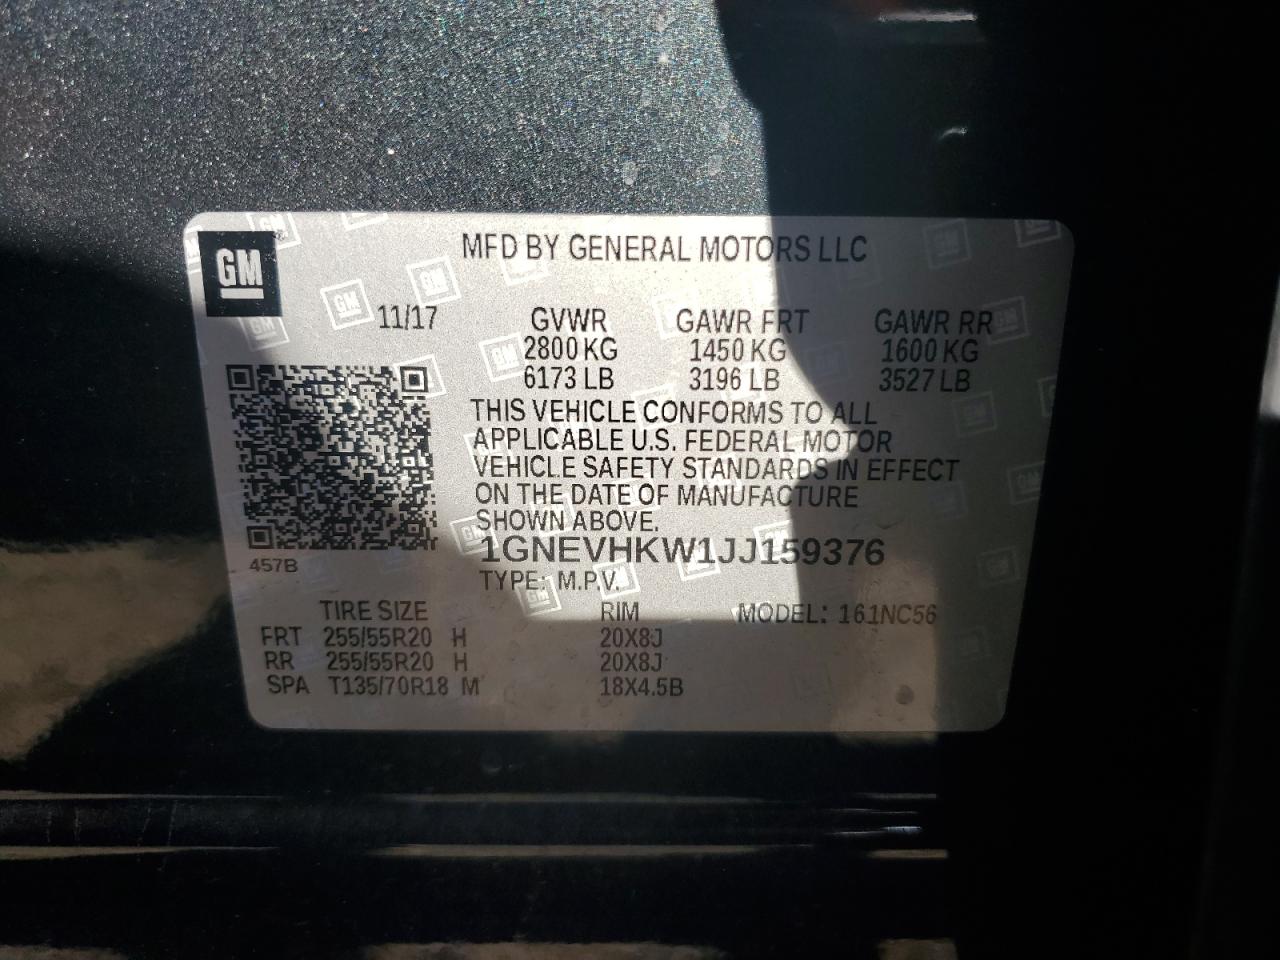 GM
MFD BY GENERAL MOTORS LLC
11/17 GVWR GAWR FRT GAWR RR
2800 KG 1450 KG 1600 KG
6173 LB 3196 LB 3527 LB
THIS VEHICLE CONFORMS TO ALL
APPLICABLE U.S. FEDERAL MOTOR
VEHICLE SAFETY STANDARDS IN EFFECT
ON THE DATE OF MANUFACTURE
SHOWN ABOVE.
1GNEVHKW1JJ159376
457B
TYPE: M.P.V.
TIRE SIZE RIM MODEL: 161NC56
FRT 255/55R20 H 20X8J
RR 255/55R20 H 20X8J
SPA T135/70R18 M 18X4.5B